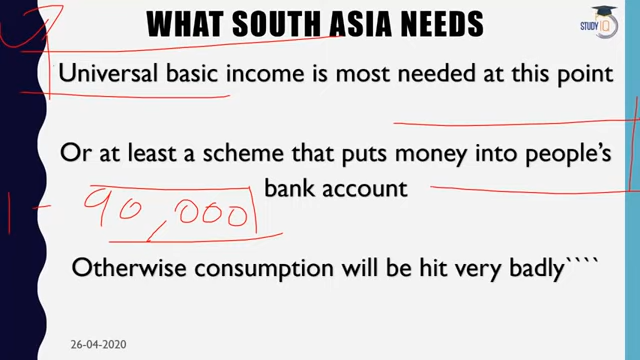 WHAT SOUTH ASIA NEEDS
STUDY IQ
Universal basic income is most needed at this point
Or at least a scheme that puts money into people's
bank account
1 - 90,000
Otherwise consumption will be hit very badly````
26-04-2020